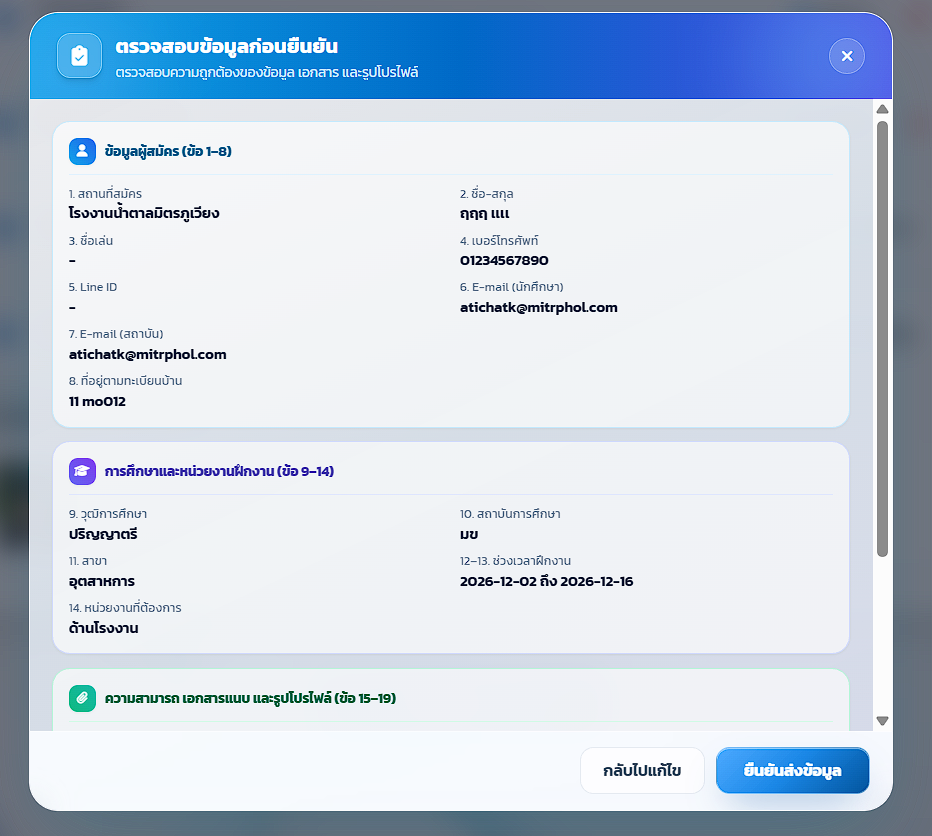 ตรวจสอบข้อมูลก่อนยืนยัน
ตรวจสอบความถูกต้องของข้อมูล เอกสาร และรูปโปรไฟล์
ข้อมูลผู้สมัคร (ข้อ 1–8)
1. สถานที่สมัคร
โรงงานน้ำตาลมิตรภูเวียง
2. ชื่อ-สกุล
ฤฤฤ แแ
3. ชื่อเล่น
-
4. เบอร์โทรศัพท์
01234567890
5. Line ID
-
6. E-mail (นักศึกษา)
atichatk@mitrphol.com
7. E-mail (สถาบัน)
atichatk@mitrphol.com
8. ที่อยู่ตามทะเบียนบ้าน
11 mo012
การศึกษาและหน่วยงานฝึกงาน (ข้อ 9–14)
9. วุฒิการศึกษา
ปริญญาตรี
10. สถาบันการศึกษา
มข
11. สาขา
อุตสาหการ
12–13. ช่วงเวลาฝึกงาน
2026-12-02 ถึง 2026-12-16
14. หน่วยงานที่ต้องการ
ด้านโรงงาน
ความสามารถ เอกสารแนบ และรูปโปรไฟล์ (ข้อ 15–19)
กลับไปแก้ไข
ยืนยันส่งข้อมูล